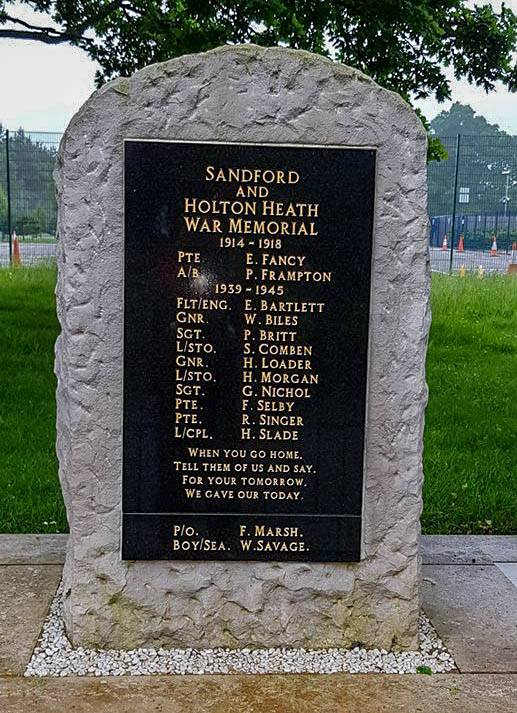 SANDFORD
AND
HOLTON HEATH
WAR MEMORIAL
1914 - 1918
PTE E. FANCY
A/B P. FRAMPTON
1939 - 1945
FLT/ENG. E. BARTLETT
GNR. W. BILES
SGT. P. BRITT
L/STO. S. COMBEN
GNR. H. LOADER
L/STO. H. MORGAN
SGT. G. NICHOL
PTE. F. SELBY
PTE. R. SINGER
L/CPL. H. SLADE
WHEN YOU GO HOME.
TELL THEM OF US AND SAY.
FOR YOUR TOMORROW.
WE GAVE OUR TODAY.
P/O. F. MARSH.
BOY/SEA. W. SAVAGE.